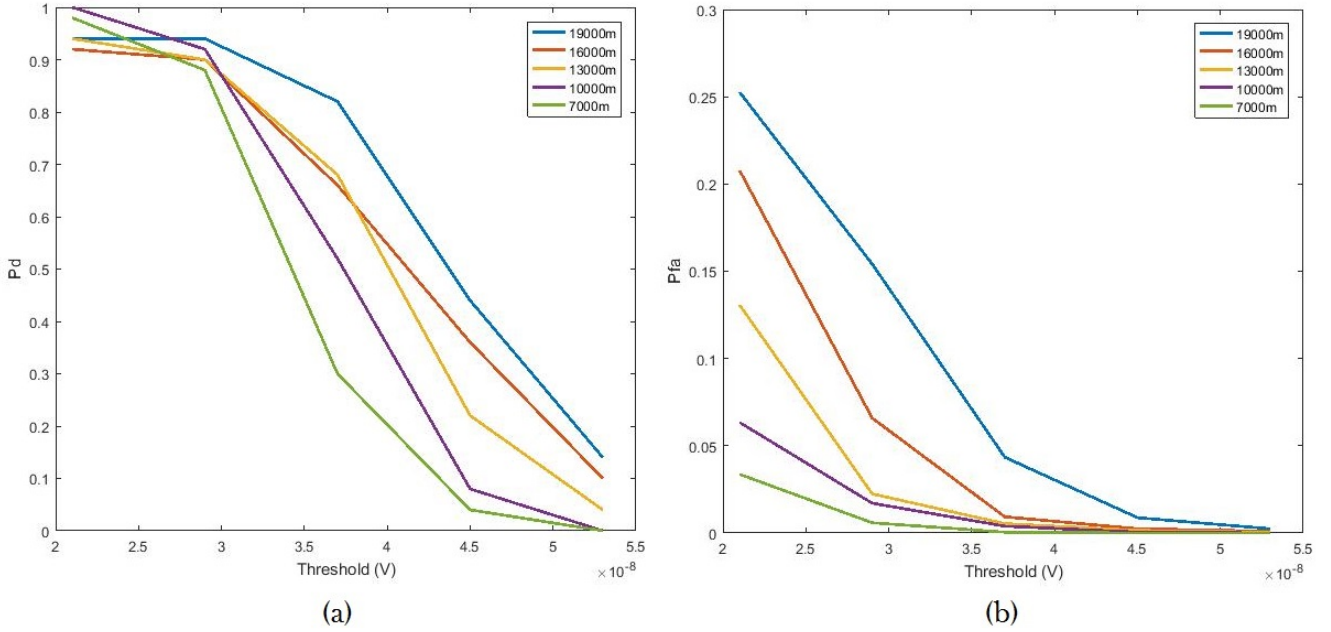 1
0.9
0.8
0.7
0.6
0.5
0.4
0.3
0.2
0.1
0
Pd
2
2.5
3
3.5
4
4.5
5
5.5
Threshold (V)
×10-8
19000m
16000m
13000m
10000m
7000m
(a)
0.3
0.25
0.2
0.15
0.1
0.05
0
Pfa
2
2.5
3
3.5
4
4.5
5
5.5
Threshold (V)
×10-8
19000m
16000m
13000m
10000m
7000m
(b)